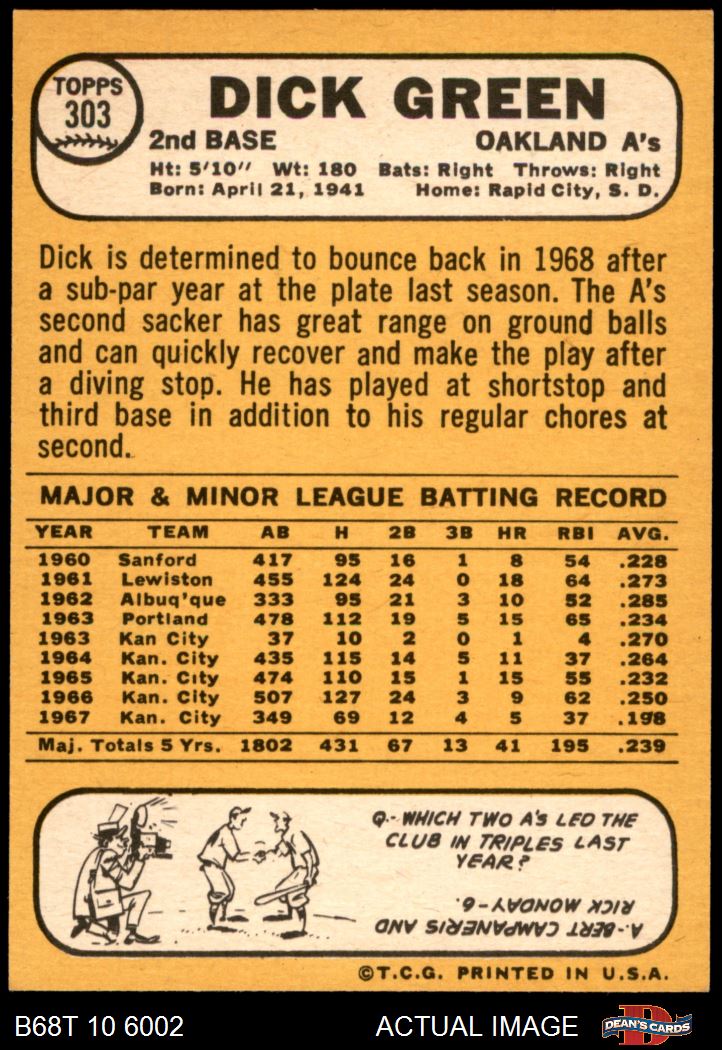 TOPPS
303
DICK GREEN
2nd BASE OAKLAND A's
Ht: 5'10" Wt: 180 Bats: Right Throws: Right
Born: April 21, 1941 Home: Rapid City, S. D.
Dick is determined to bounce back in 1968 after
a sub-par year at the plate last season. The A's
second sacker has great range on ground balls
and can quickly recover and make the play after
a diving stop. He has played at shortstop and
third base in addition to his regular chores at
second.
MAJOR & MINOR LEAGUE BATTING RECORD
YEAR TEAM AB H 2B 3B HR RBI AVG.
1960 Sanford 417 95 16 1 8 54 .228
1961 Lewiston 455 124 24 0 18 64 .273
1962 Albuq'que 333 95 21 3 10 52 .285
1963 Portland 478 112 19 5 15 65 .234
1963 Kan City 37 10 2 0 1 4 .270
1964 Kan. City 435 115 14 5 11 37 .264
1965 Kan. City 474 110 15 1 15 55 .232
1966 Kan. City 507 127 24 3 9 62 .250
1967 Kan. City 349 69 12 4 5 37 .198
Maj. Totals 5 Yrs. 1802 431 67 13 41 195 .239
Q.- WHICH TWO A'S LED THE
CLUB IN TRIPLES LAST
YEAR?
A.- BERT CAMPANERIS AND
RICK MONDAY - 6.
©T.C.G. PRINTED IN U.S.A.
B68T 10 6002 ACTUAL IMAGE
D
DEAN'S CARDS